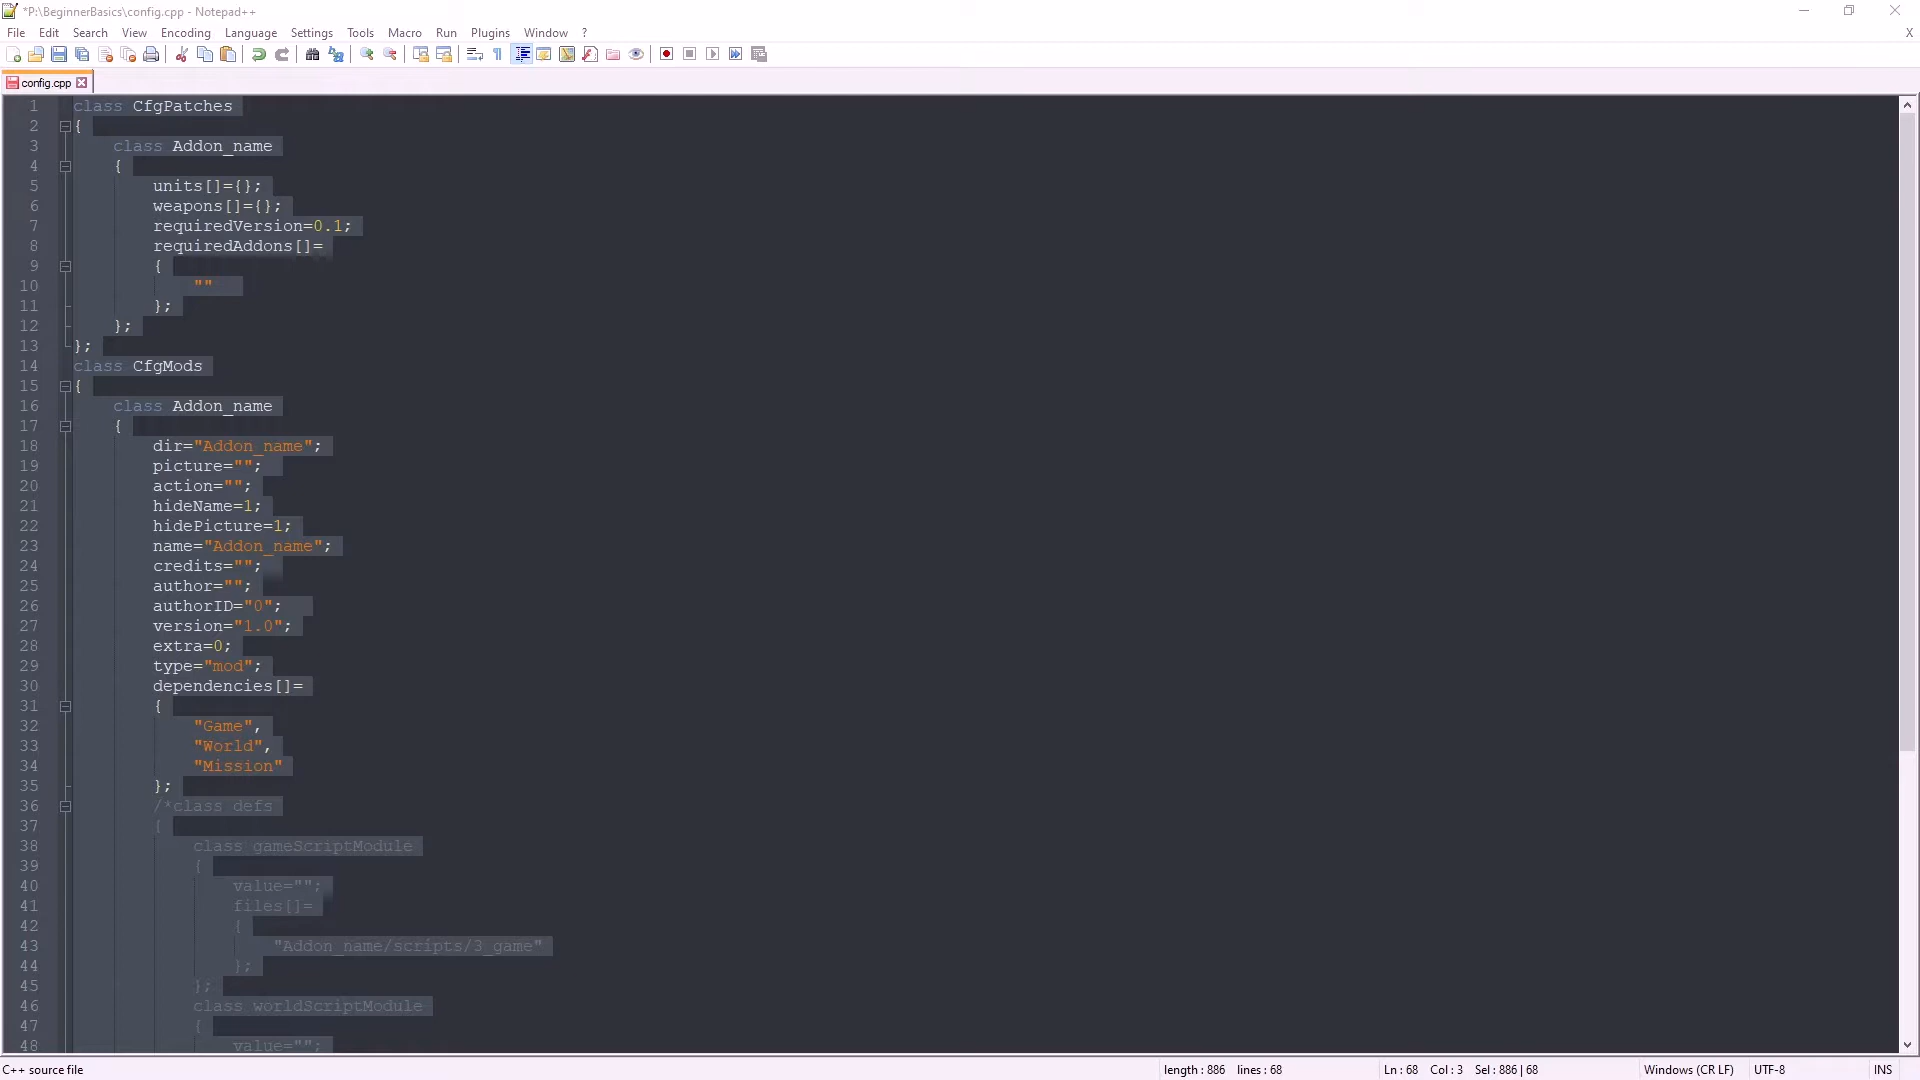 *P:\BeginnerBasics\config.cpp - Notepad++
File Edit Search View Encoding Language Settings Tools Macro Run Plugins Window ? X
config.cpp
1 class CfgPatches
2 {
3 class Addon_name
4 {
5 units[]={};
6 weapons[]={};
7 requiredVersion=0.1;
8 requiredAddons[]=
9 {
10 ""
11 };
12 };
13 };
14 class CfgMods
15 {
16 class Addon_name
17 {
18 dir="Addon_name";
19 picture="";
20 action="";
21 hideName=1;
22 hidePicture=1;
23 name="Addon_name";
24 credits="";
25 author="";
26 authorID="0";
27 version="1.0";
28 extra=0;
29 type="mod";
30 dependencies[]=
31 {
32 "Game",
33 "World",
34 "Mission"
35 };
36 /*class defs
37 {
38 class gameScriptModule
39 {
40 value="";
41 files[]=
42 {
43 "Addon_name/scripts/3_game"
44 };
45 };
46 class worldScriptModule
47 {
48 value="";
C++ source file length : 886 lines : 68 Ln : 68 Col : 3 Sel : 886 | 68 Windows (CR LF) UTF-8 INS